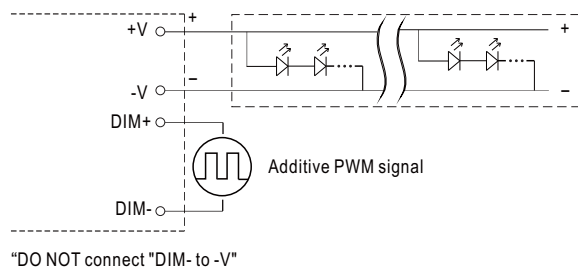 +V
+
+
-V
−
−
DIM+
Additive PWM signal
DIM-
“DO NOT connect "DIM- to -V"